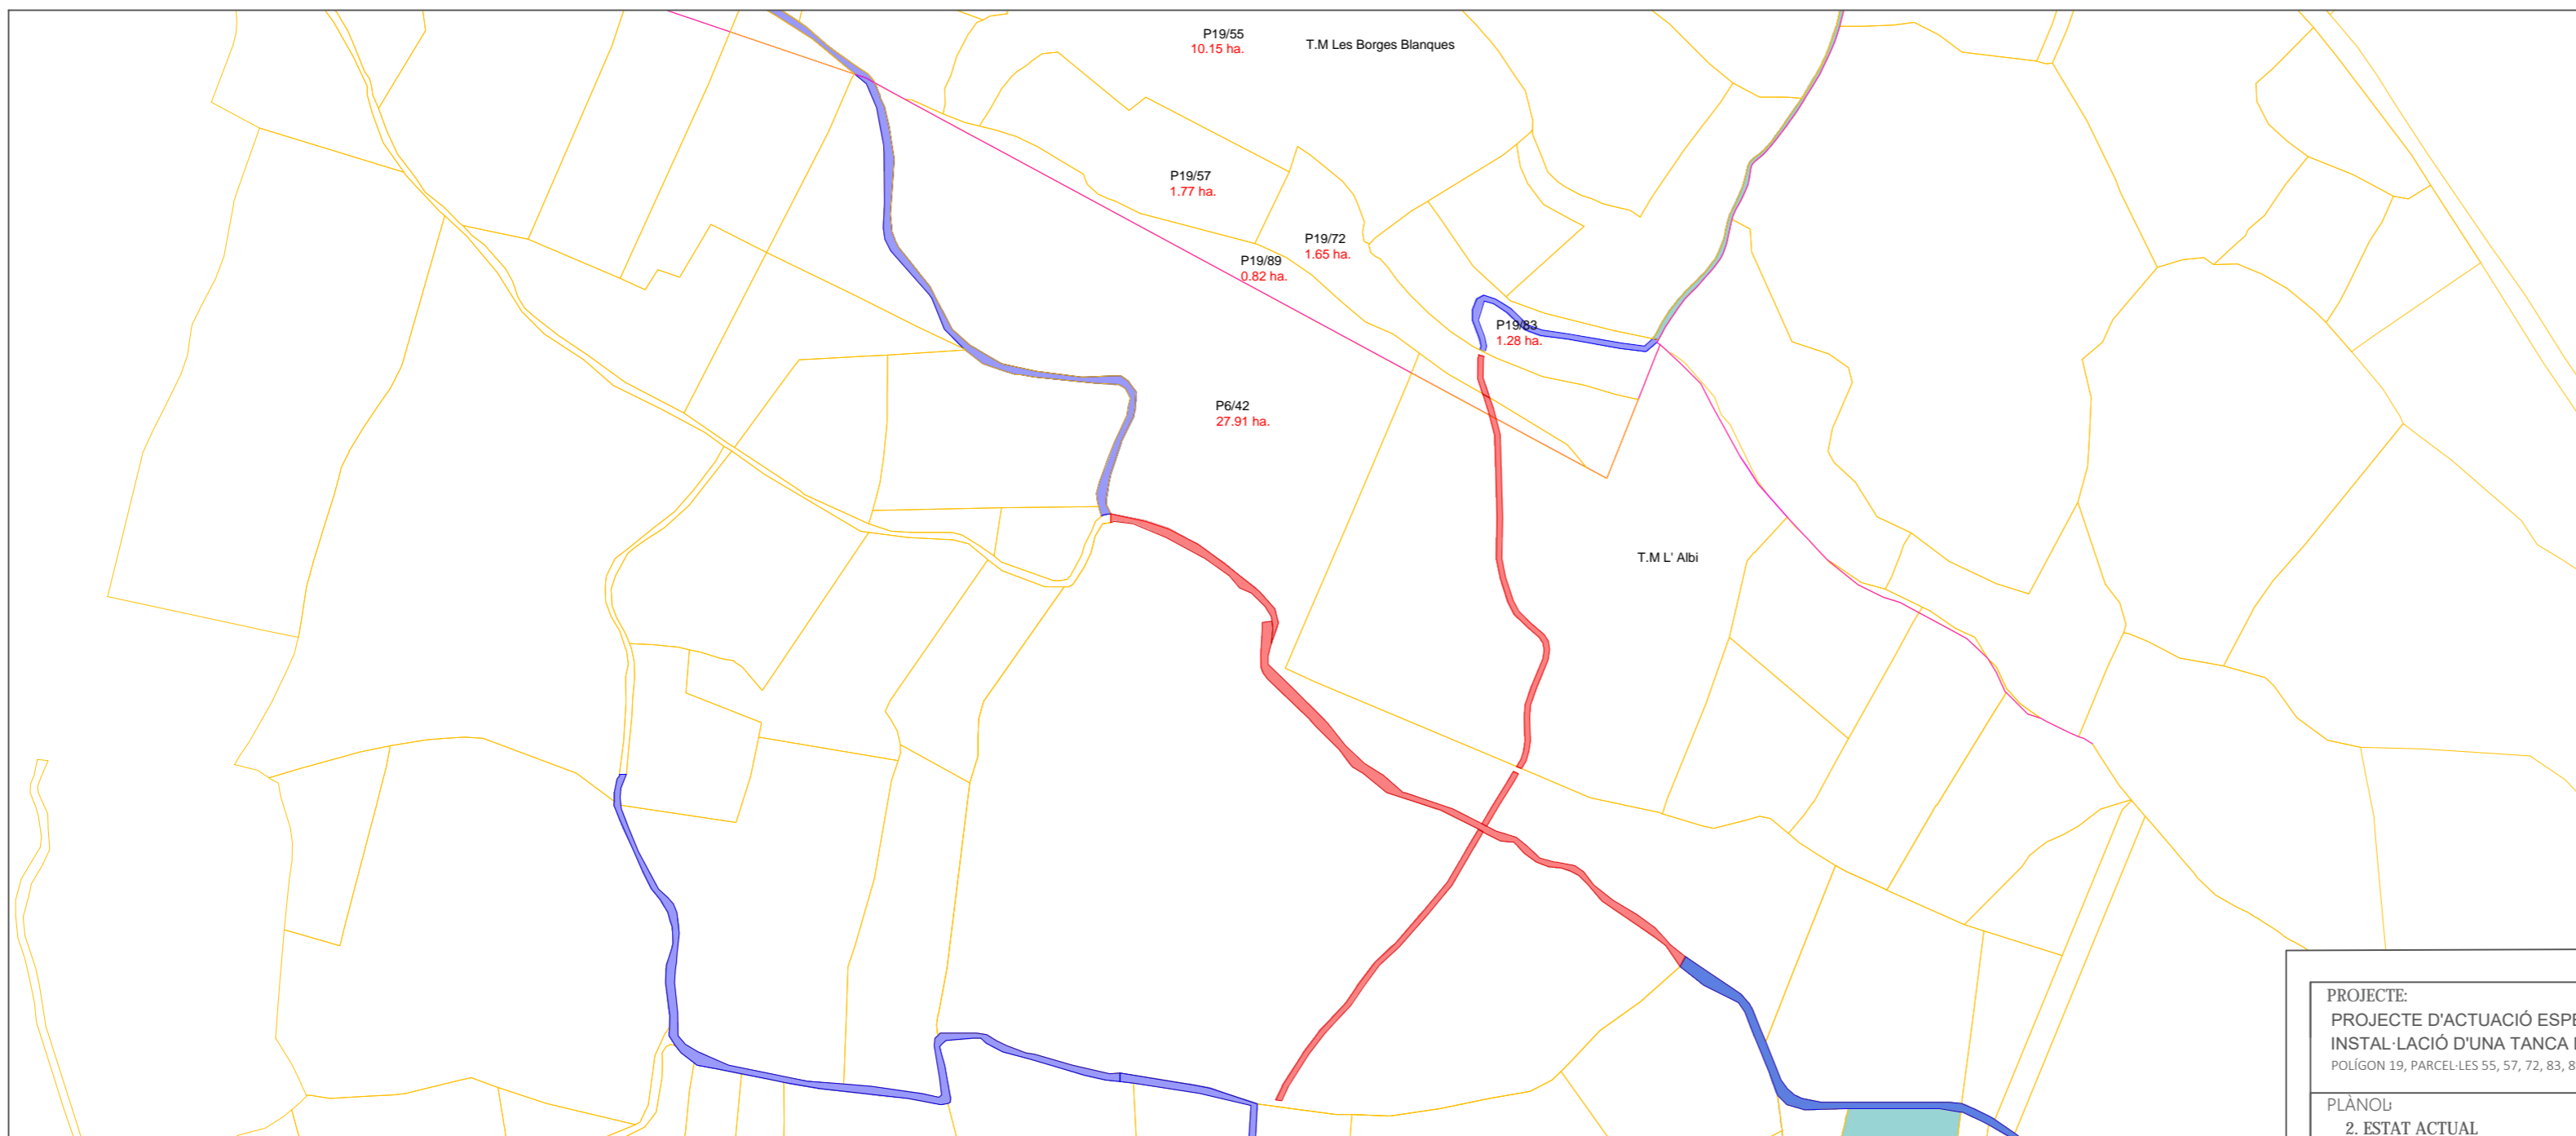 P19/55
10.15 ha.
T.M Les Borges Blanques
P19/57
1.77 ha.
P19/72
1.65 ha.
P19/89
0.82 ha.
P19/83
1.28 ha.
P6/42
27.91 ha.
T.M L' Albi
PROJECTE:
PROJECTE D'ACTUACIÓ
INSTAL·LACIÓ D'UNA TANCA
POLÍGON 19, PARCEL·LES 55, 57, 72, 83,
PLÀNOL:
2. ESTAT ACTUAL